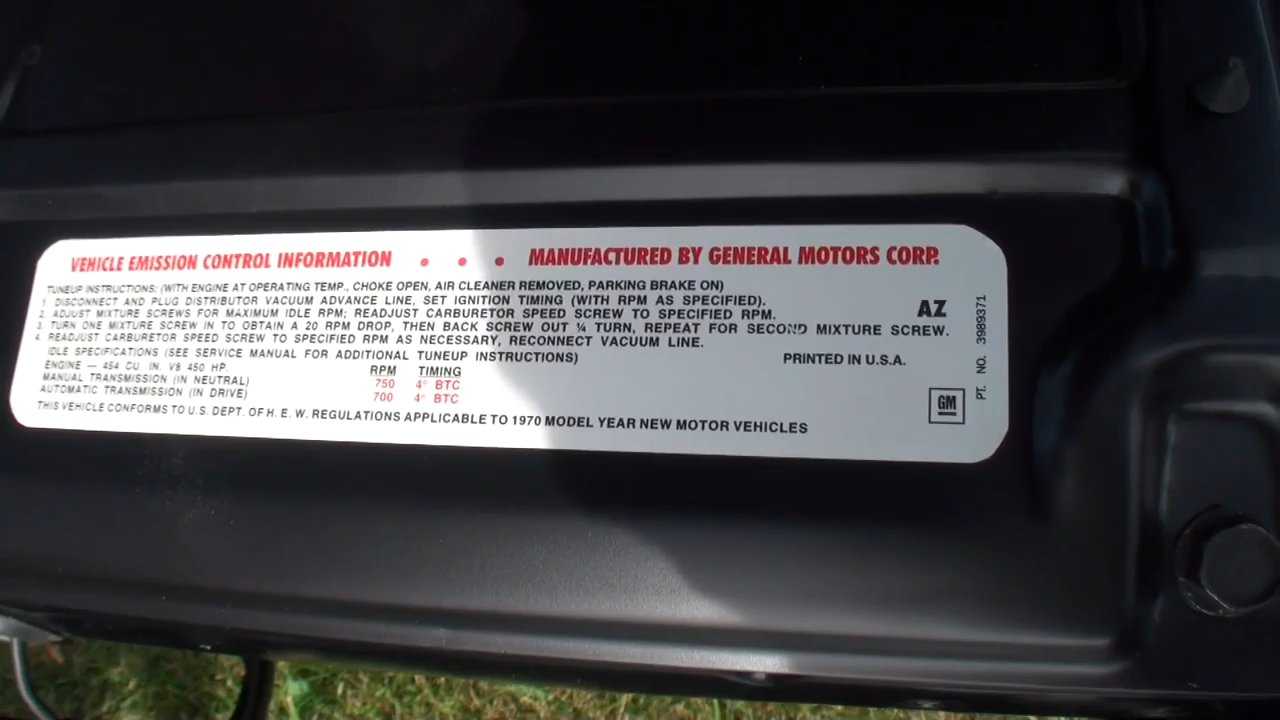 VEHICLE EMISSION CONTROL INFORMATION • • • MANUFACTURED BY GENERAL MOTORS CORP.
TUNEUP INSTRUCTIONS: (WITH ENGINE AT OPERATING TEMP., CHOKE OPEN, AIR CLEANER REMOVED, PARKING BRAKE ON)
1. DISCONNECT AND PLUG DISTRIBUTOR VACUUM ADVANCE LINE, SET IGNITION TIMING (WITH RPM AS SPECIFIED).
2. ADJUST MIXTURE SCREWS FOR MAXIMUM IDLE RPM; READJUST CARBURETOR SPEED SCREW TO SPECIFIED RPM.
3. TURN ONE MIXTURE SCREW IN TO OBTAIN A 20 RPM DROP, THEN BACK SCREW OUT ¼ TURN, REPEAT FOR SECOND MIXTURE SCREW.
4. READJUST CARBURETOR SPEED SCREW TO SPECIFIED RPM AS NECESSARY, RECONNECT VACUUM LINE.
AZ
IDLE SPECIFICATIONS (SEE SERVICE MANUAL FOR ADDITIONAL TUNEUP INSTRUCTIONS)
PRINTED IN U.S.A.
ENGINE — 454 CU. IN. V8 450 HP. RPM TIMING
MANUAL TRANSMISSION (IN NEUTRAL) 750 4° BTC
AUTOMATIC TRANSMISSION (IN DRIVE) 700 4° BTC
THIS VEHICLE CONFORMS TO U.S. DEPT. OF H. E. W. REGULATIONS APPLICABLE TO 1970 MODEL YEAR NEW MOTOR VEHICLES
GM
PT. NO. 3989371